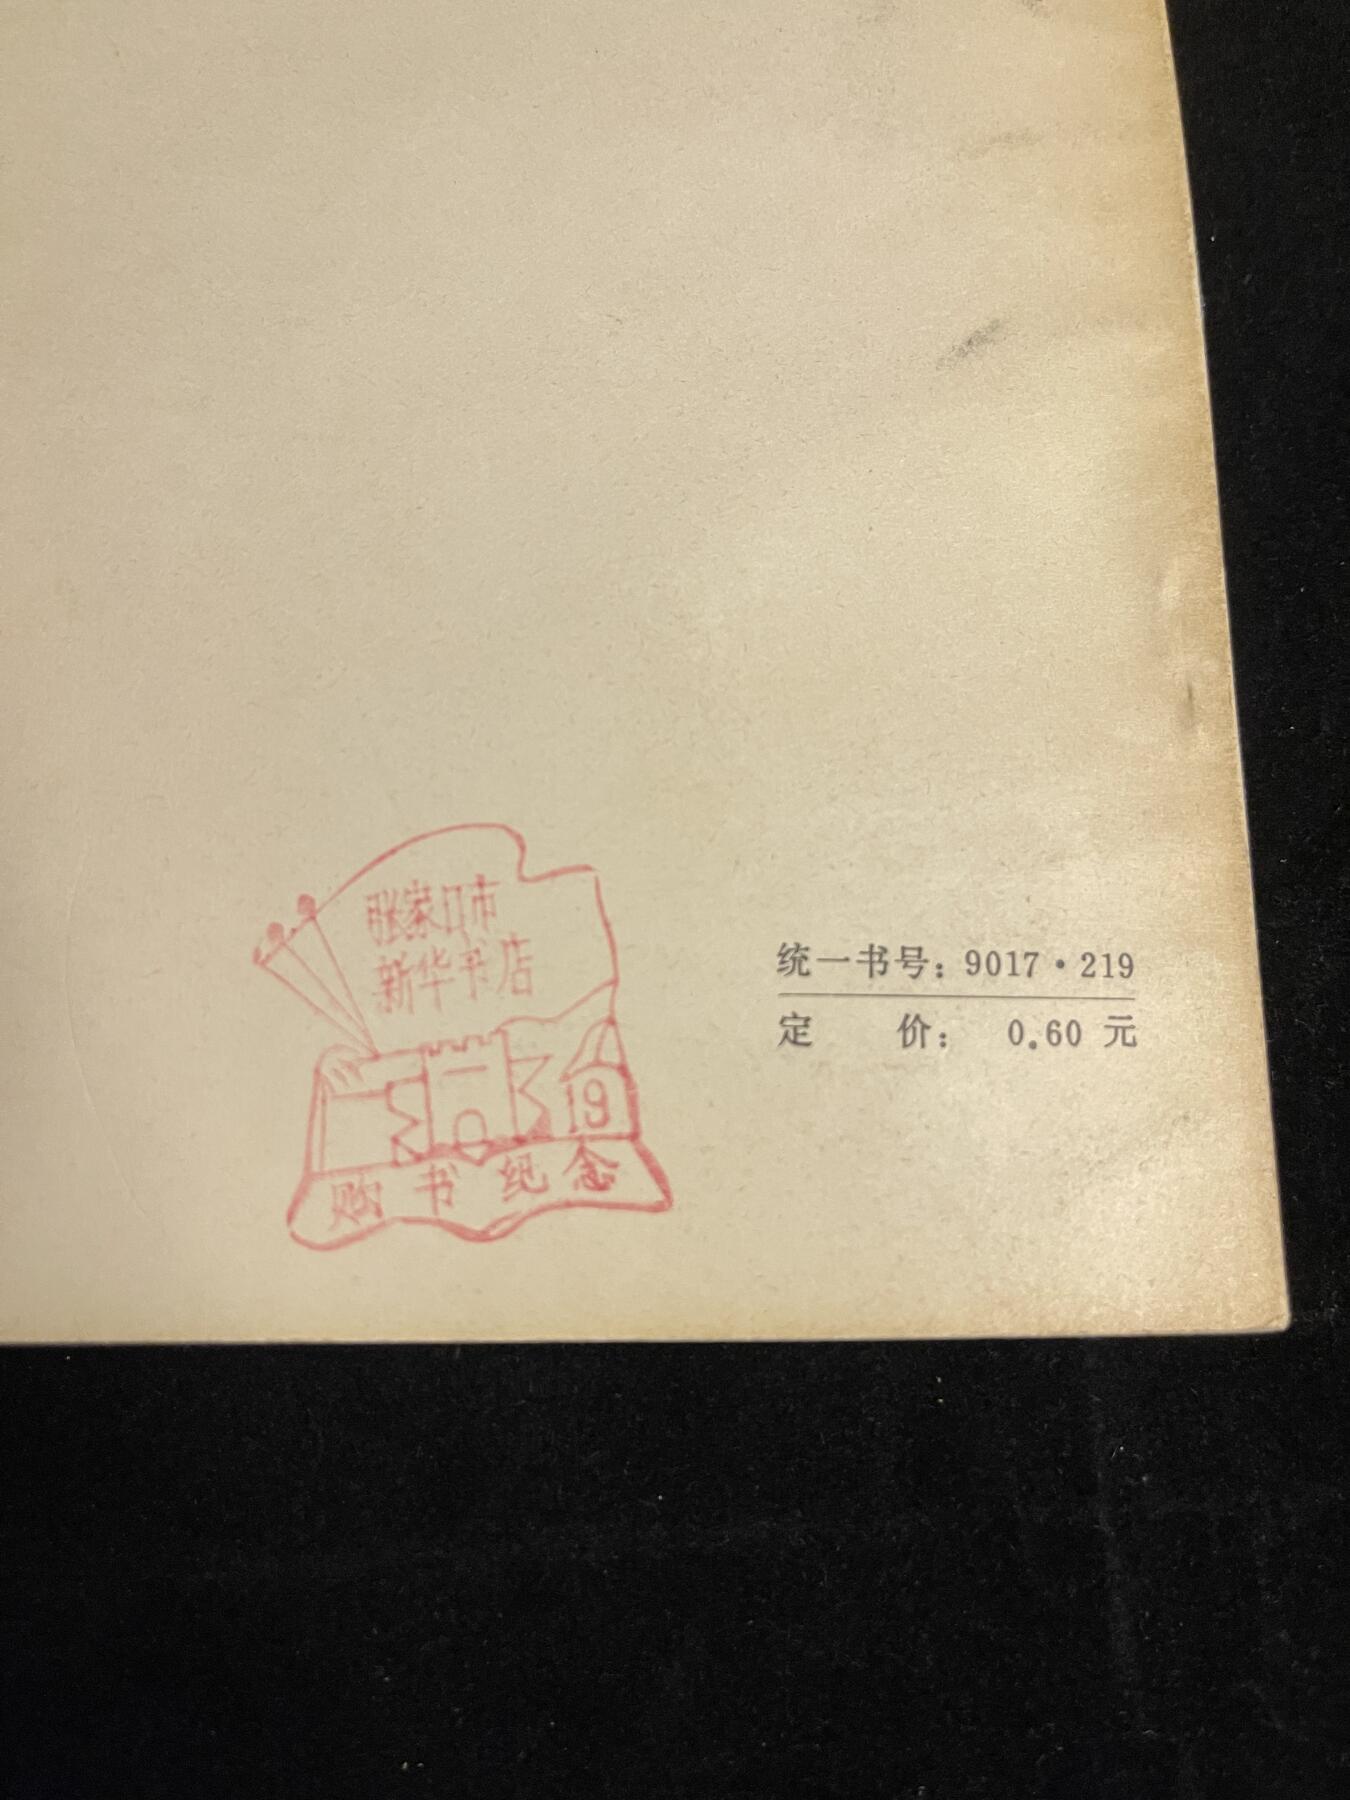 张家口市
新华书店
19
购书纪念
统一书号：9017·219
定　　价：　0.60 元